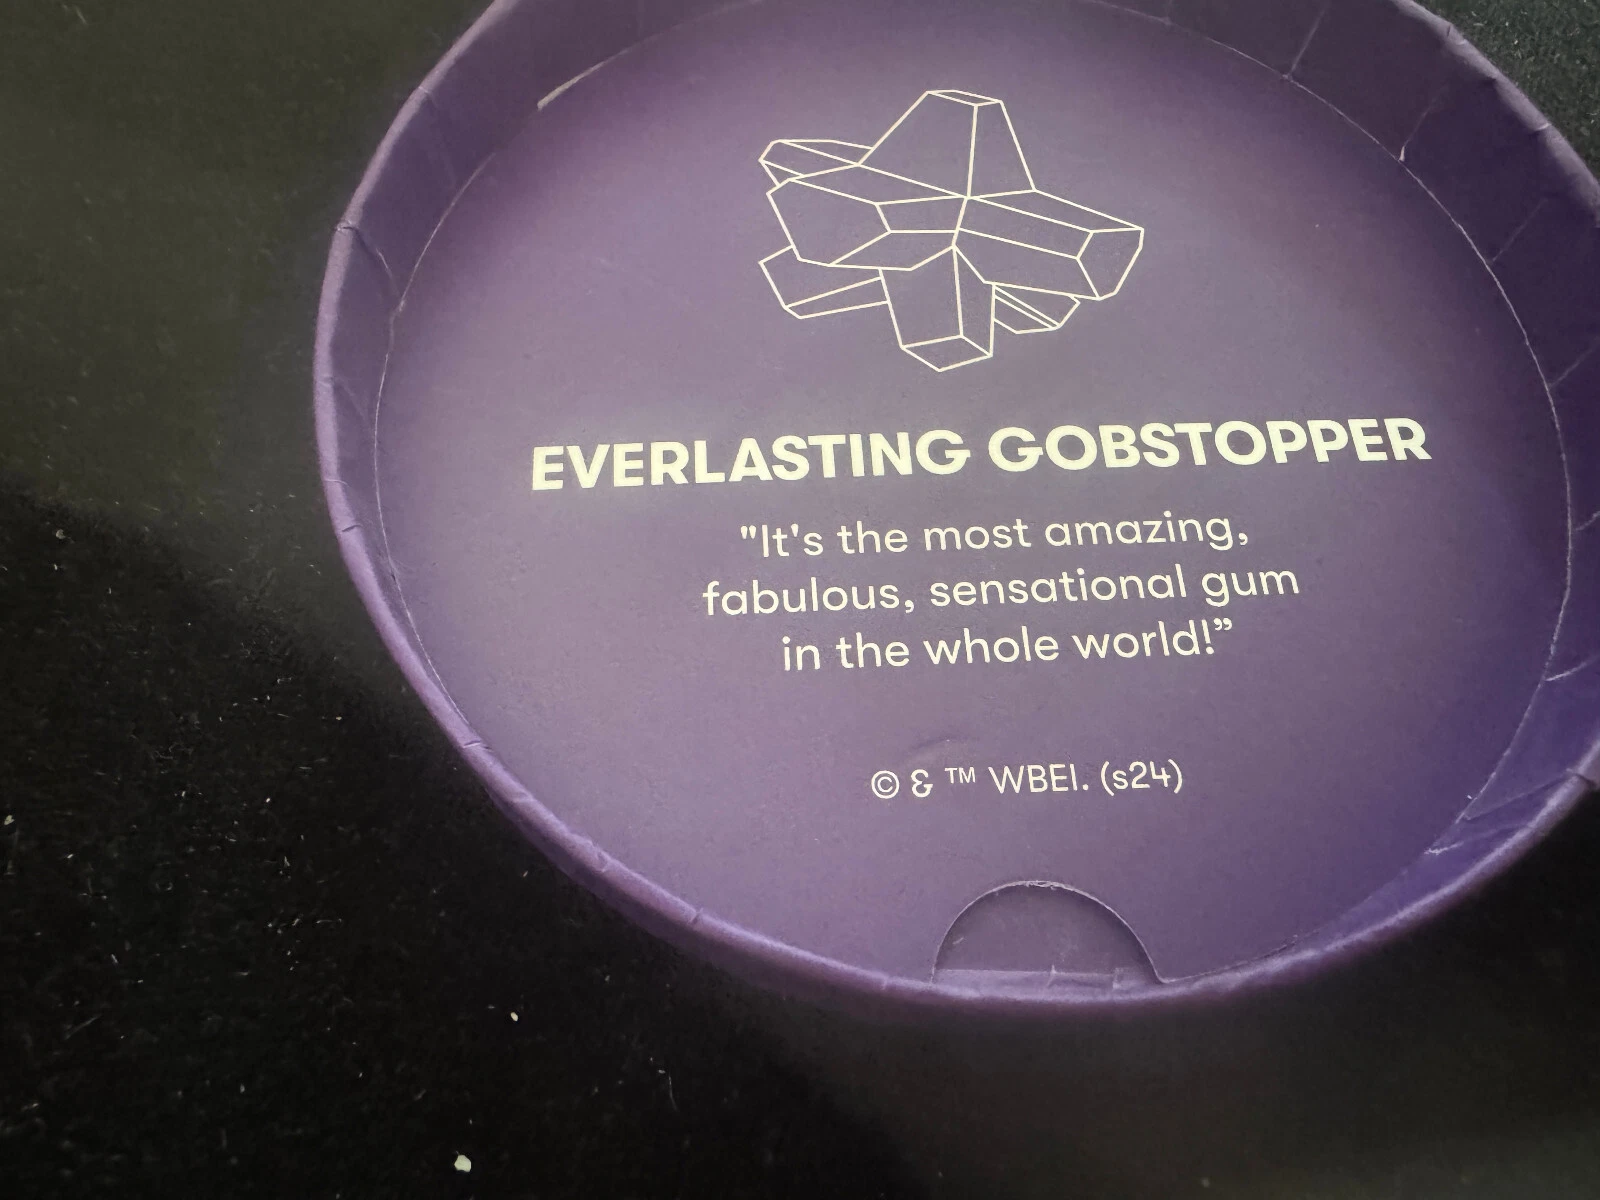 EVERLASTING GOBSTOPPER
"It's the most amazing,
fabulous, sensational gum
in the whole world!”
© & ™ WBEI. (s24)